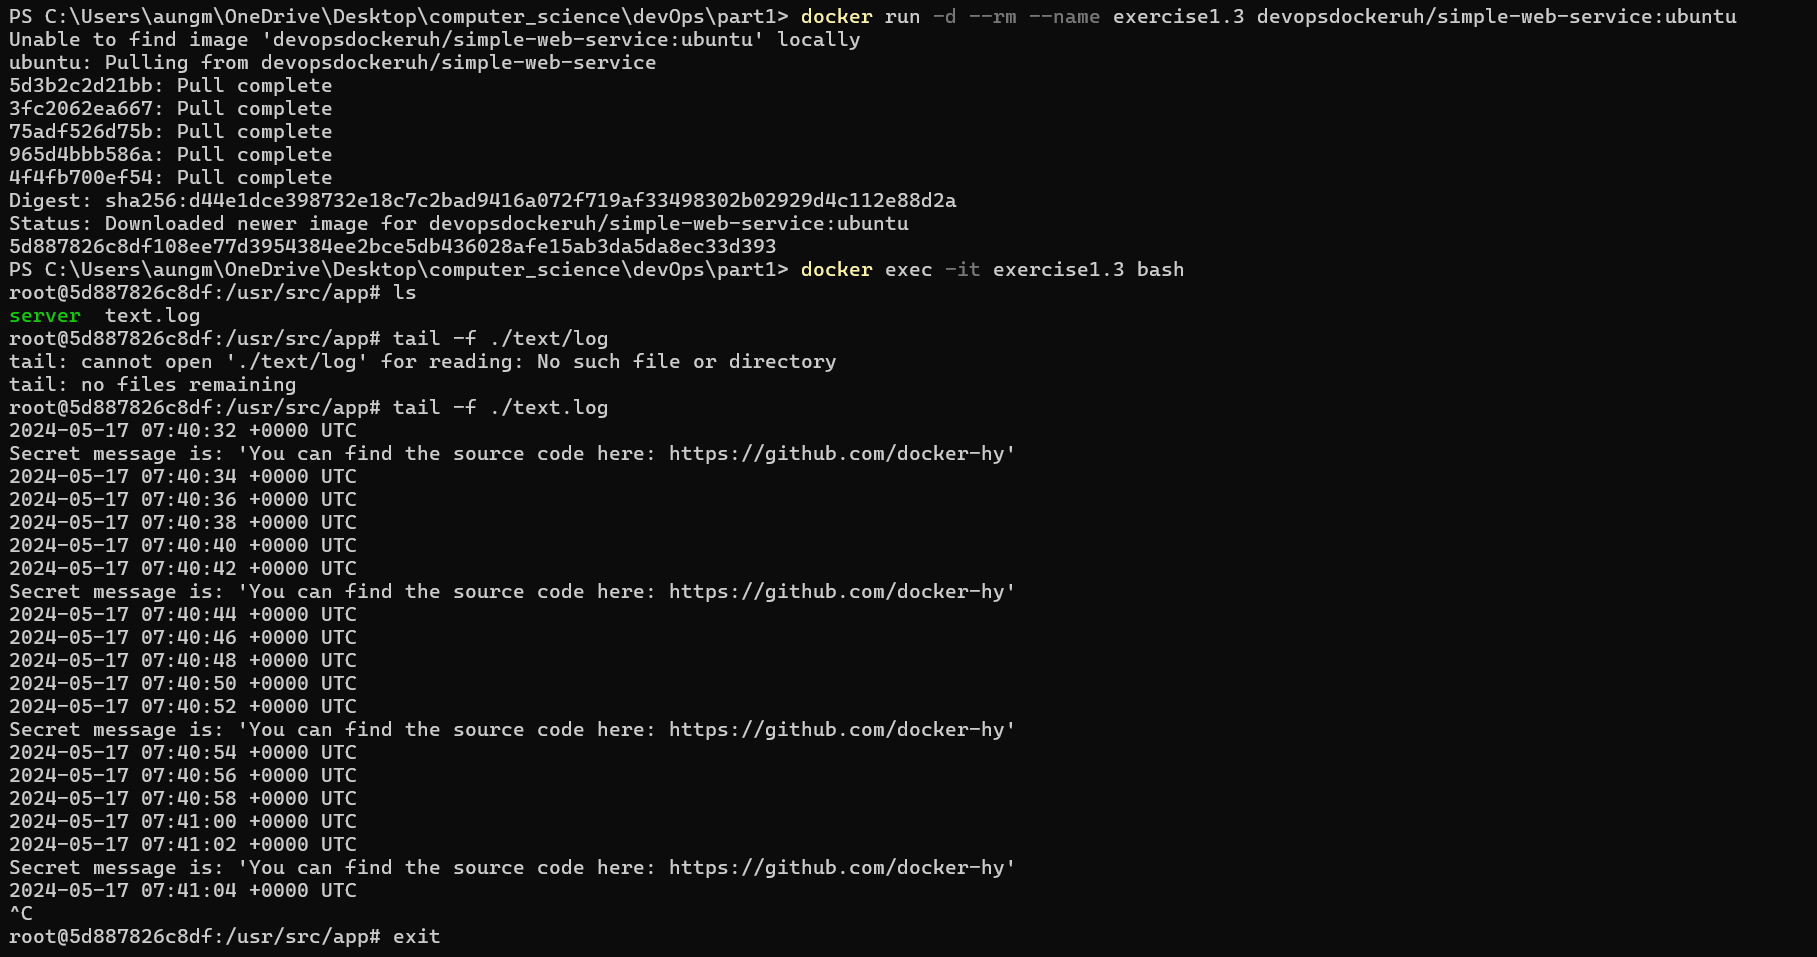 PS C:\Users\aungm\OneDrive\Desktop\computer_science\devOps\part1> docker run -d --rm --name exercise1.3 devopsdockeruh/simple-web-service:ubuntu
Unable to find image 'devopsdockeruh/simple-web-service:ubuntu' locally
ubuntu: Pulling from devopsdockeruh/simple-web-service
5d3b2c2d21bb: Pull complete
3fc2062ea667: Pull complete
75adf526d75b: Pull complete
965d4bbb586a: Pull complete
4f4fb700ef54: Pull complete
Digest: sha256:d44e1dce398732e18c7c2bad9416a072f719af33498302b02929d4c112e88d2a
Status: Downloaded newer image for devopsdockeruh/simple-web-service:ubuntu
5d887826c8df108ee77d3954384ee2bce5db436028afe15ab3da5da8ec33d393
PS C:\Users\aungm\OneDrive\Desktop\computer_science\devOps\part1> docker exec -it exercise1.3 bash
root@5d887826c8df:/usr/src/app# ls
server  text.log
root@5d887826c8df:/usr/src/app# tail -f ./text/log
tail: cannot open './text/log' for reading: No such file or directory
tail: no files remaining
root@5d887826c8df:/usr/src/app# tail -f ./text.log
2024-05-17 07:40:32 +0000 UTC
Secret message is: 'You can find the source code here: https://github.com/docker-hy'
2024-05-17 07:40:34 +0000 UTC
2024-05-17 07:40:36 +0000 UTC
2024-05-17 07:40:38 +0000 UTC
2024-05-17 07:40:40 +0000 UTC
2024-05-17 07:40:42 +0000 UTC
Secret message is: 'You can find the source code here: https://github.com/docker-hy'
2024-05-17 07:40:44 +0000 UTC
2024-05-17 07:40:46 +0000 UTC
2024-05-17 07:40:48 +0000 UTC
2024-05-17 07:40:50 +0000 UTC
2024-05-17 07:40:52 +0000 UTC
Secret message is: 'You can find the source code here: https://github.com/docker-hy'
2024-05-17 07:40:54 +0000 UTC
2024-05-17 07:40:56 +0000 UTC
2024-05-17 07:40:58 +0000 UTC
2024-05-17 07:41:00 +0000 UTC
2024-05-17 07:41:02 +0000 UTC
Secret message is: 'You can find the source code here: https://github.com/docker-hy'
2024-05-17 07:41:04 +0000 UTC
^C
root@5d887826c8df:/usr/src/app# exit